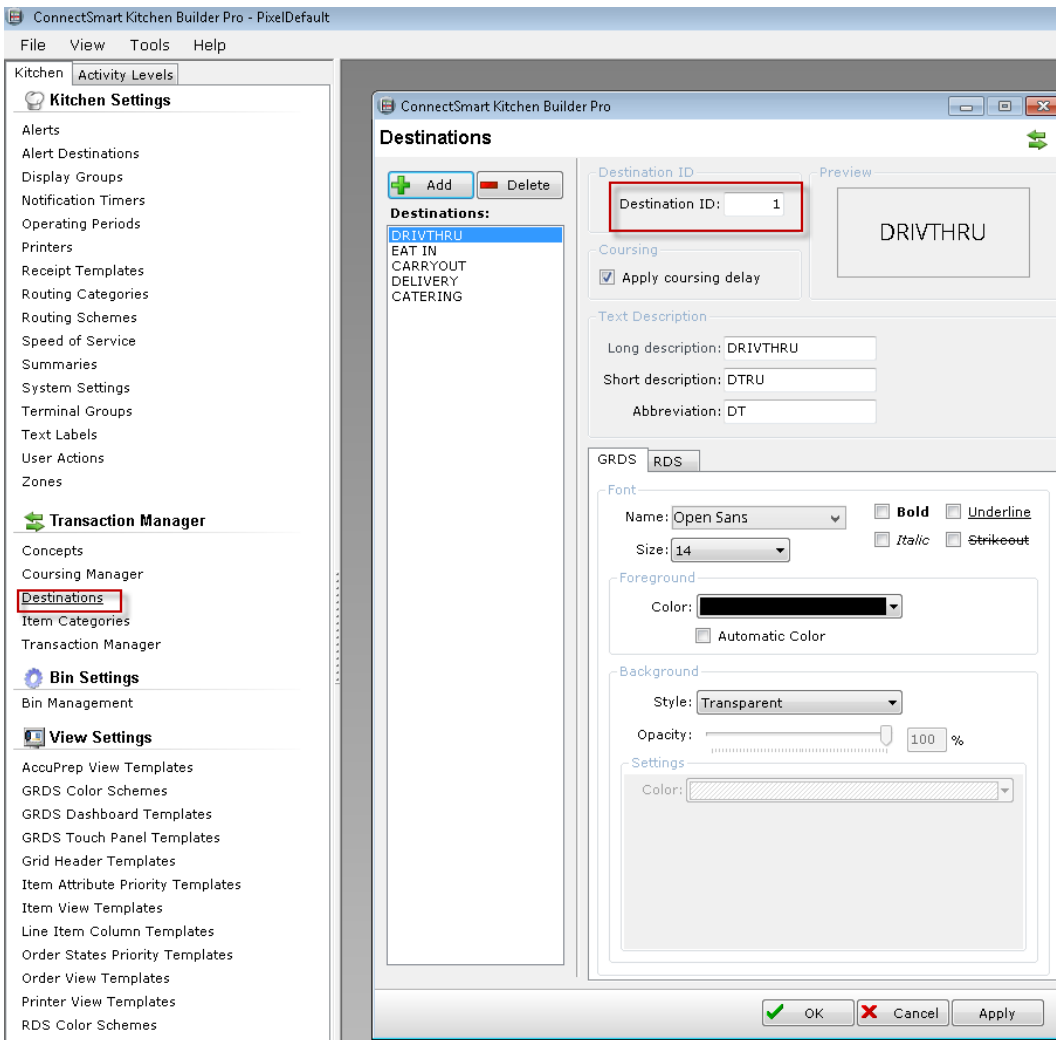 ConnectSmart Kitchen Builder Pro - PixelDefault
File View Tools Help
Kitchen Activity Levels
Kitchen Settings
Alerts
Alert Destinations
Display Groups
Notification Timers
Operating Periods
Printers
Receipt Templates
Routing Categories
Routing Schemes
Speed of Service
Summaries
System Settings
Terminal Groups
Text Labels
User Actions
Zones
Transaction Manager
Concepts
Coursing Manager
Destinations
Item Categories
Transaction Manager
Bin Settings
Bin Management
View Settings
AccuPrep View Templates
GRDS Color Schemes
GRDS Dashboard Templates
GRDS Touch Panel Templates
Grid Header Templates
Item Attribute Priority Templates
Item View Templates
Line Item Column Templates
Order States Priority Templates
Order View Templates
Printer View Templates
RDS Color Schemes
ConnectSmart Kitchen Builder Pro
Destinations
Add Delete
Destinations:
DRIVTHRU
EAT IN
CARRYOUT
DELIVERY
CATERING
Destination ID
Destination ID: 1
Preview
DRIVTHRU
Coursing
Apply coursing delay
Text Description
Long description: DRIVTHRU
Short description: DTRU
Abbreviation: DT
GRDS RDS
Font
Name: Open Sans
Bold Underline
Size: 14
Italic Strikeout
Foreground
Color:
Automatic Color
Background
Style: Transparent
Opacity: 100 %
Settings
Color:
OK Cancel Apply